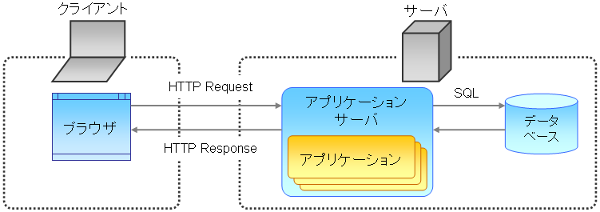 クライアント
サーバ
HTTP Request
ブラウザ
HTTP Response
アプリケーション
サーバ
アプリケーション
SQL
データ
ベース